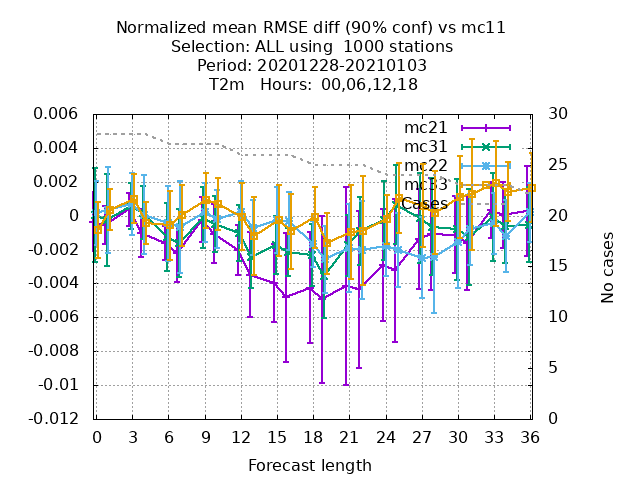 Normalized mean RMSE diff (90% conf) vs mc11
Selection: ALL using  1000 stations
Period: 20201228-20210103
T2m   Hours:  00,06,12,18
0.006
0.004
0.002
0
-0.002
-0.004
-0.006
-0.008
-0.01
-0.012
30
25
20
15
10
5
0
No cases
mc21
mc31
mc22
mc33
Cases
0 3 6 9 12 15 18 21 24 27 30 33 36
Forecast length